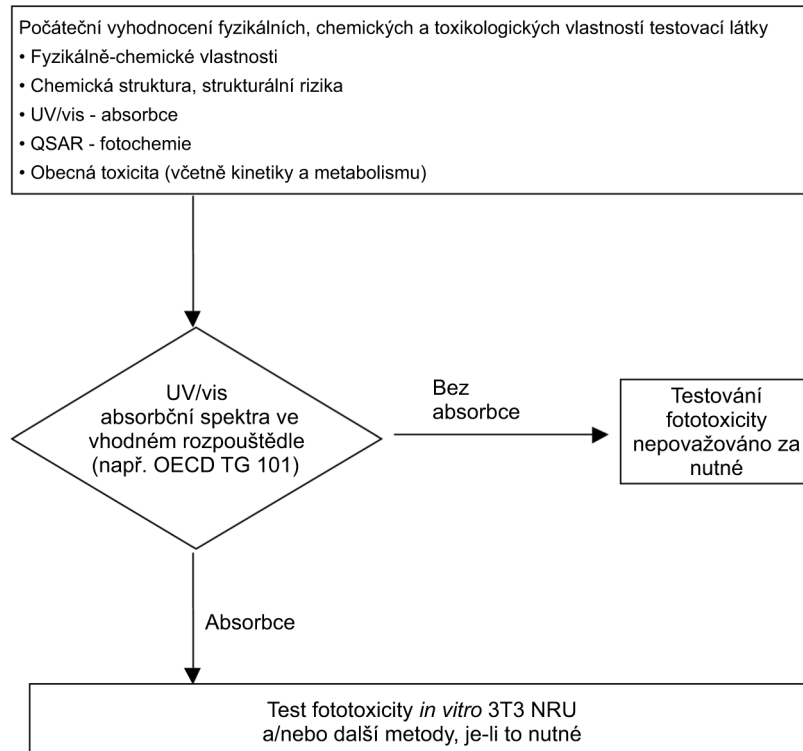 Počáteční vyhodnocení fyzikálních, chemických a toxikologických vlastností testovací látky
• Fyzikálně-chemické vlastnosti
• Chemická struktura, strukturální rizika
• UV/vis - absorbce
• QSAR - fotochemie
• Obecná toxicita (včetně kinetiky a metabolismu)
UV/vis
absorbční spektra ve
vhodném rozpouštědle
(např. OECD TG 101)
Bez
absorbce
Testování
fototoxicity
nepovažováno za
nutné
Absorbce
Test fototoxicity in vitro 3T3 NRU
a/nebo další metody, je-li to nutné